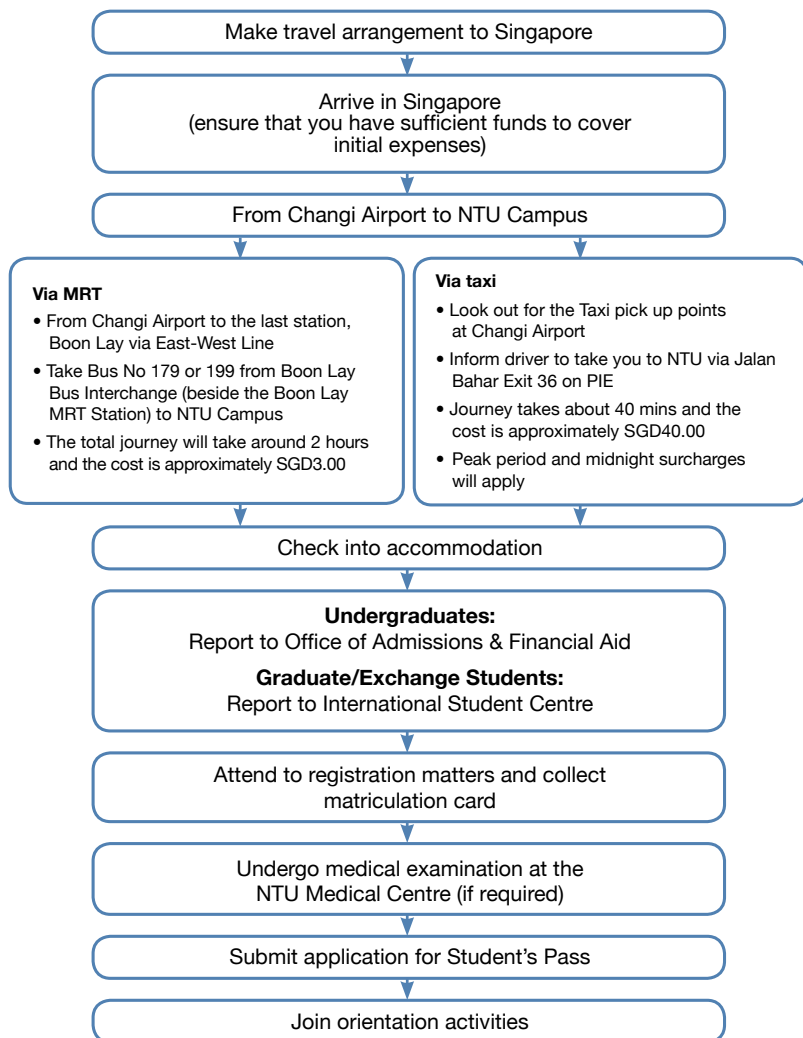 Make travel arrangement to Singapore
Arrive in Singapore
(ensure that you have sufficient funds to cover
initial expenses)
From Changi Airport to NTU Campus
Via MRT
• From Changi Airport to the last station,
Boon Lay via East-West Line
• Take Bus No 179 or 199 from Boon Lay
Bus Interchange (beside the Boon Lay
MRT Station) to NTU Campus
• The total journey will take around 2 hours
and the cost is approximately SGD3.00
Via taxi
• Look out for the Taxi pick up points
at Changi Airport
• Inform driver to take you to NTU via Jalan
Bahar Exit 36 on PIE
• Journey takes about 40 mins and the
cost is approximately SGD40.00
• Peak period and midnight surcharges
will apply
Check into accommodation
Undergraduates:
Report to Office of Admissions & Financial Aid
Graduate/Exchange Students:
Report to International Student Centre
Attend to registration matters and collect
matriculation card
Undergo medical examination at the
NTU Medical Centre (if required)
Submit application for Student’s Pass
Join orientation activities